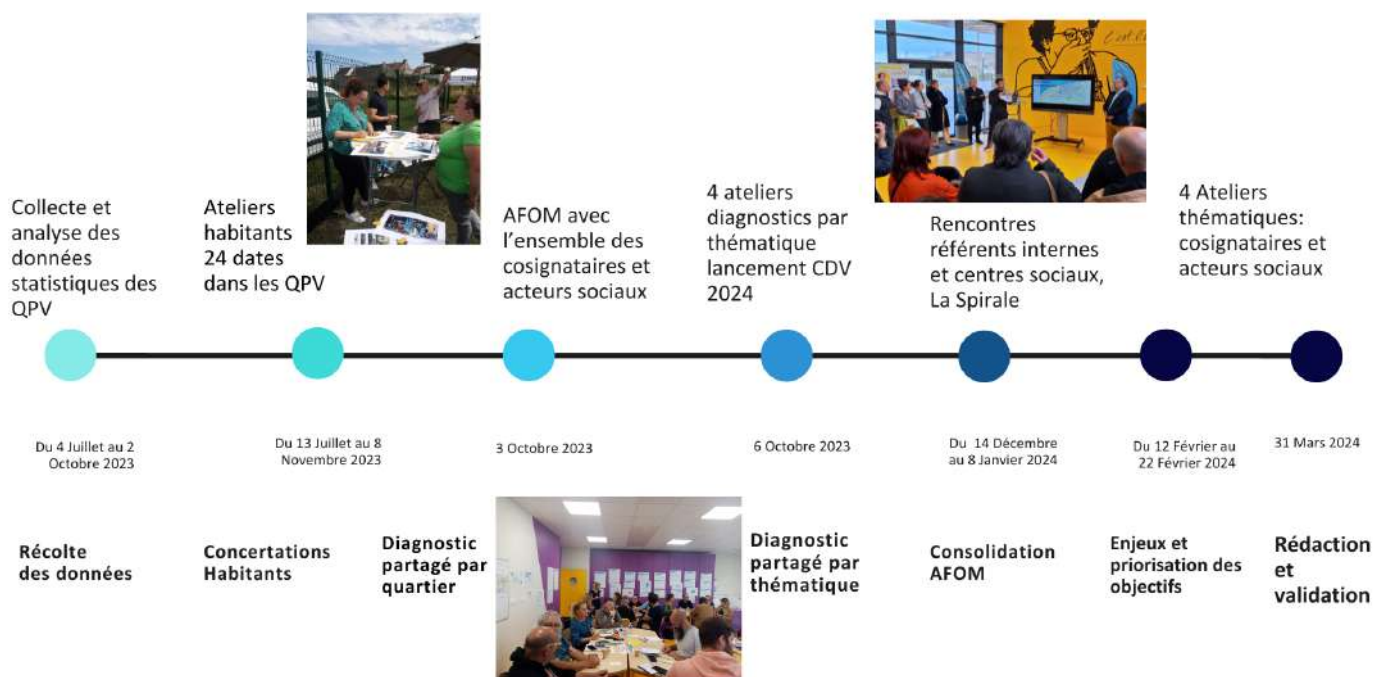 Collecte et
analyse des
données
statistiques des
QPV
Ateliers
habitants
24 dates
dans les QPV
AFOM avec
l'ensemble des
cosignataires et
acteurs sociaux
4 ateliers
diagnostics par
thématique
lancement CDV
2024
Rencontres
référents internes
et centres sociaux,
La Spirale
4 Ateliers
thématiques:
cosignataires et
acteurs sociaux
Du 4 Juillet au 2
Octobre 2023
Du 13 Juillet au 8
Novembre 2023
3 Octobre 2023
6 Octobre 2023
Du 14 Décembre
au 8 Janvier 2024
Du 12 Février au
22 Février 2024
31 Mars 2024
Récolte
des données
Concertations
Habitants
Diagnostic
partagé par
quartier
Diagnostic
partagé par
thématique
Consolidation
AFOM
Enjeux et
priorisation des
objectifs
Rédaction
et
validation